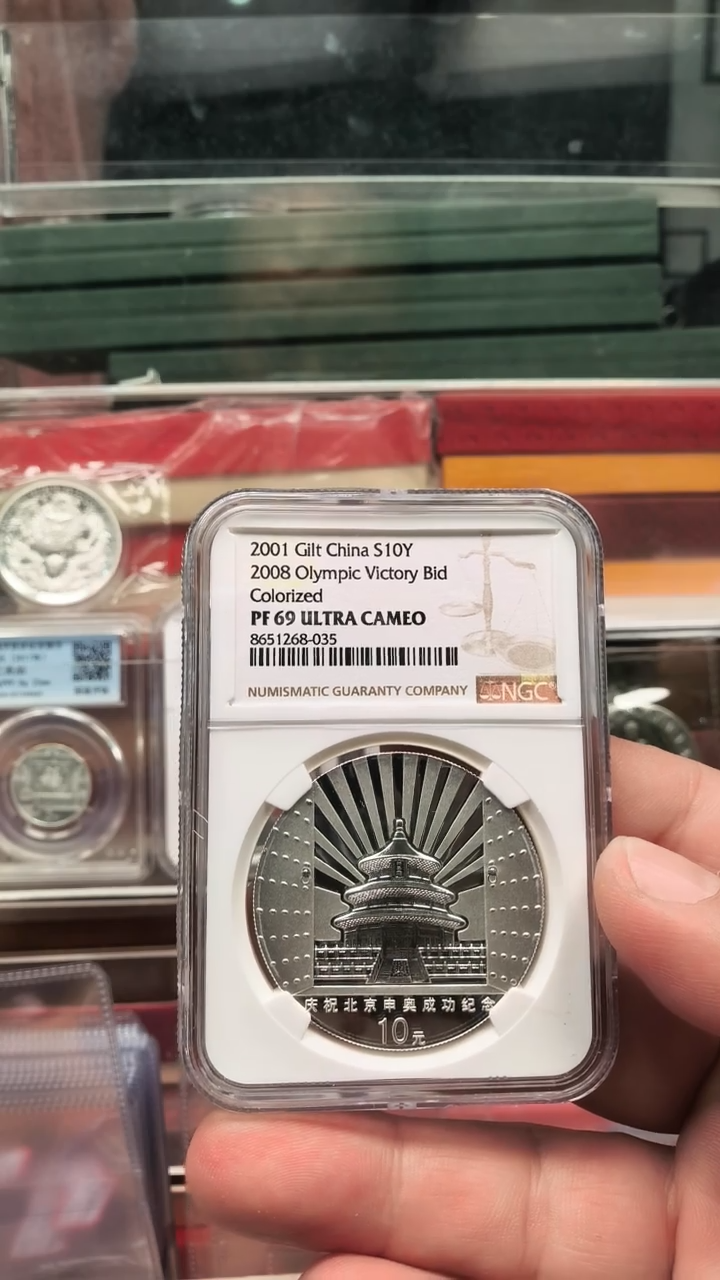 2001 Gilt China S10Y
2008 Olympic Victory Bid
Colorized
PF 69 ULTRA CAMEO
8651268-035
NUMISMATIC GUARANTY COMPANY
NGC®
庆祝北京申奥成功纪念
10元